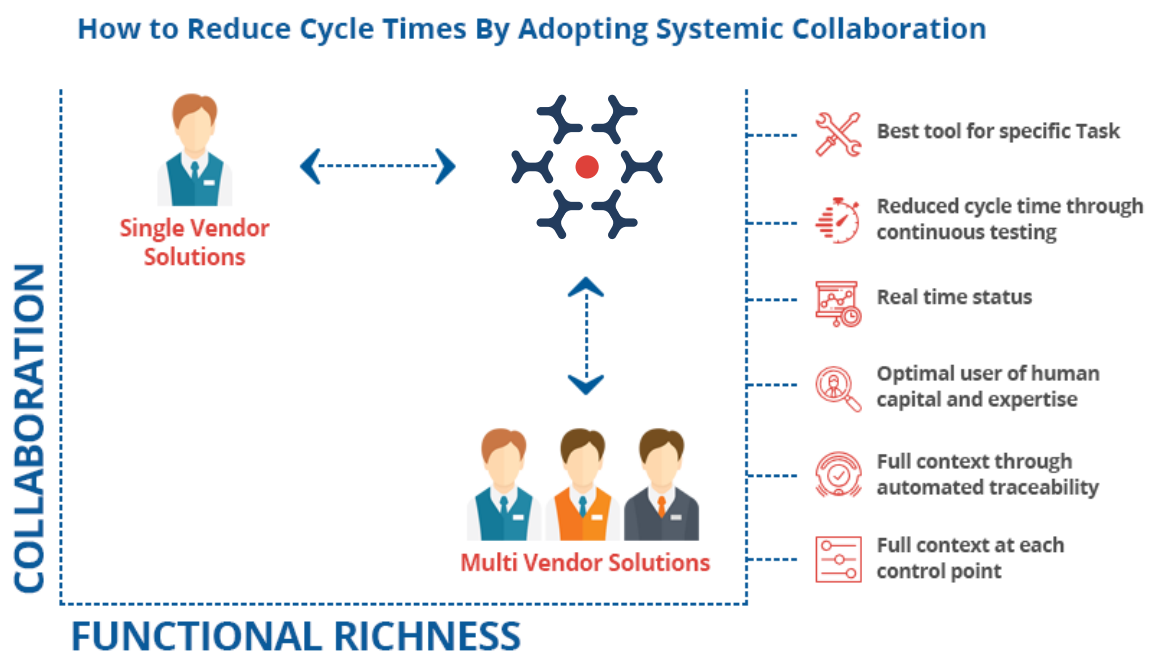 How to Reduce Cycle Times By Adopting Systemic Collaboration
Single Vendor
Solutions
Multi Vendor Solutions
COLLABORATION
FUNCTIONAL RICHNESS
Best tool for specific Task
Reduced cycle time through
continuous testing
Real time status
Optimal user of human
capital and expertise
Full context through
automated traceability
Full context at each
control point